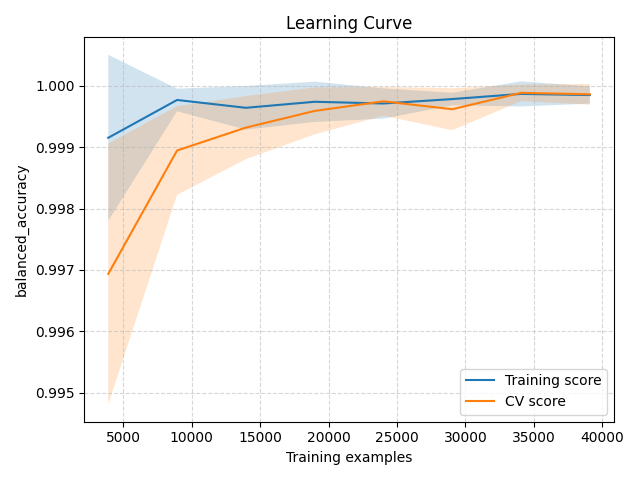 Learning Curve
1.000
0.999
0.998
0.997
0.996
0.995
balanced_accuracy
5000 10000 15000 20000 25000 30000 35000 40000
Training examples
Training score
CV score